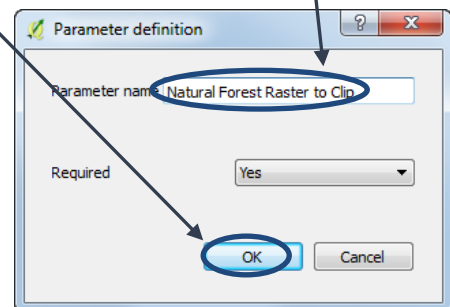 Parameter definition
?
X
Parameter name Natural Forest Raster to Clip
Required Yes
OK Cancel